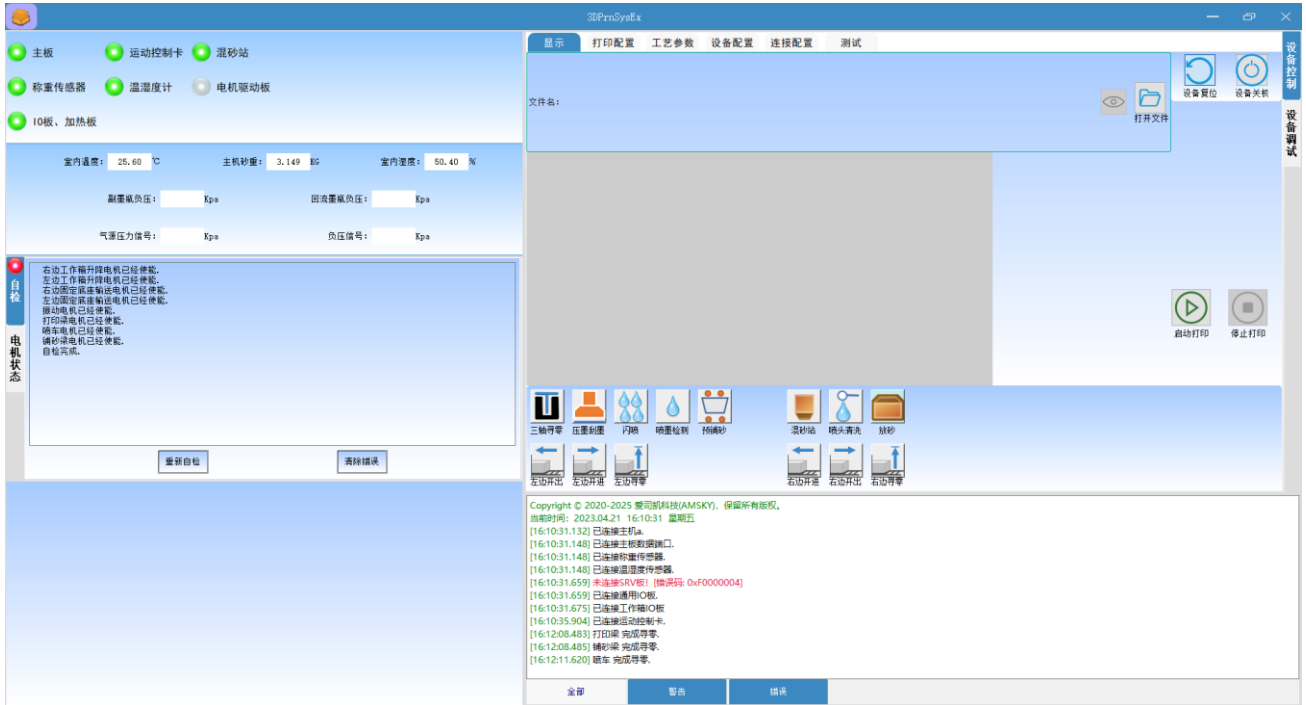 3DPrnSysEx
主板
运动控制卡
混砂站
称重传感器
温湿度计
电机驱动板
IO板、加热板
室内温度： 25.60 ℃
主机砂重： 3.149 KG
室内湿度： 50.40 %
副墨瓶负压： Kpa
回流墨瓶负压： Kpa
气源压力信号： Kpa
负压信号： Kpa
自检
电机状态
右边工作箱升降电机已经使能.
左边工作箱升降电机已经使能.
右边固定底座输送电机已经使能.
左边固定底座输送电机已经使能.
振动电机已经使能.
打印梁电机已经使能.
喷车电机已经使能.
铺砂梁电机已经使能.
自检完成.
重新自检
清除错误
显示
打印配置
工艺参数
设备配置
连接配置
测试
文件名：
打开文件
设备复位
设备关机
设备控制
设备调试
启动打印
停止打印
三轴寻零
压墨刮墨
闪喷
喷墨检测
预铺砂
混砂站
喷头清洗
放砂
左边开出
左边开进
左边寻零
右边开进
右边开出
右边寻零
Copyright © 2020-2025 爱司凯科技(AMSKY)，保留所有版权。
当前时间：2023.04.21 16:10:31 星期五
[16:10:31.132] 已连接主机a.
[16:10:31.148] 已连接主板数据端口.
[16:10:31.148] 已连接称重传感器.
[16:10:31.148] 已连接温湿度传感器.
[16:10:31.659] 未连接SRV板！[错误码: 0xF0000004]
[16:10:31.659] 已连接通用IO板.
[16:10:31.675] 已连接工作箱IO板
[16:10:35.904] 已连接运动控制卡.
[16:12:08.483] 打印梁 完成寻零.
[16:12:08.485] 铺砂梁 完成寻零.
[16:12:11.620] 喷车 完成寻零.
全部
警告
错误